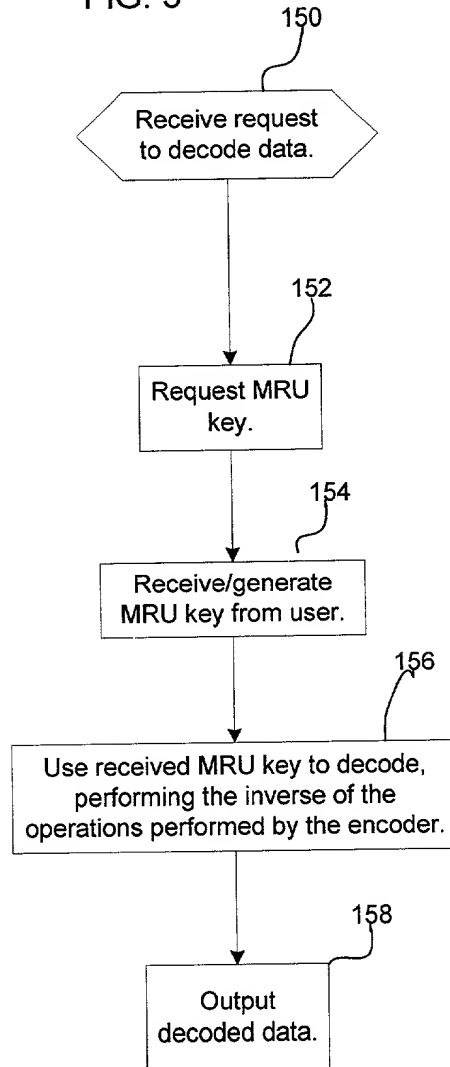 150
Receive request
to decode data.
152
Request MRU
key.
154
Receive/generate
MRU key from user.
156
Use received MRU key to decode,
performing the inverse of the
operations performed by the encoder.
158
Output
decoded data.